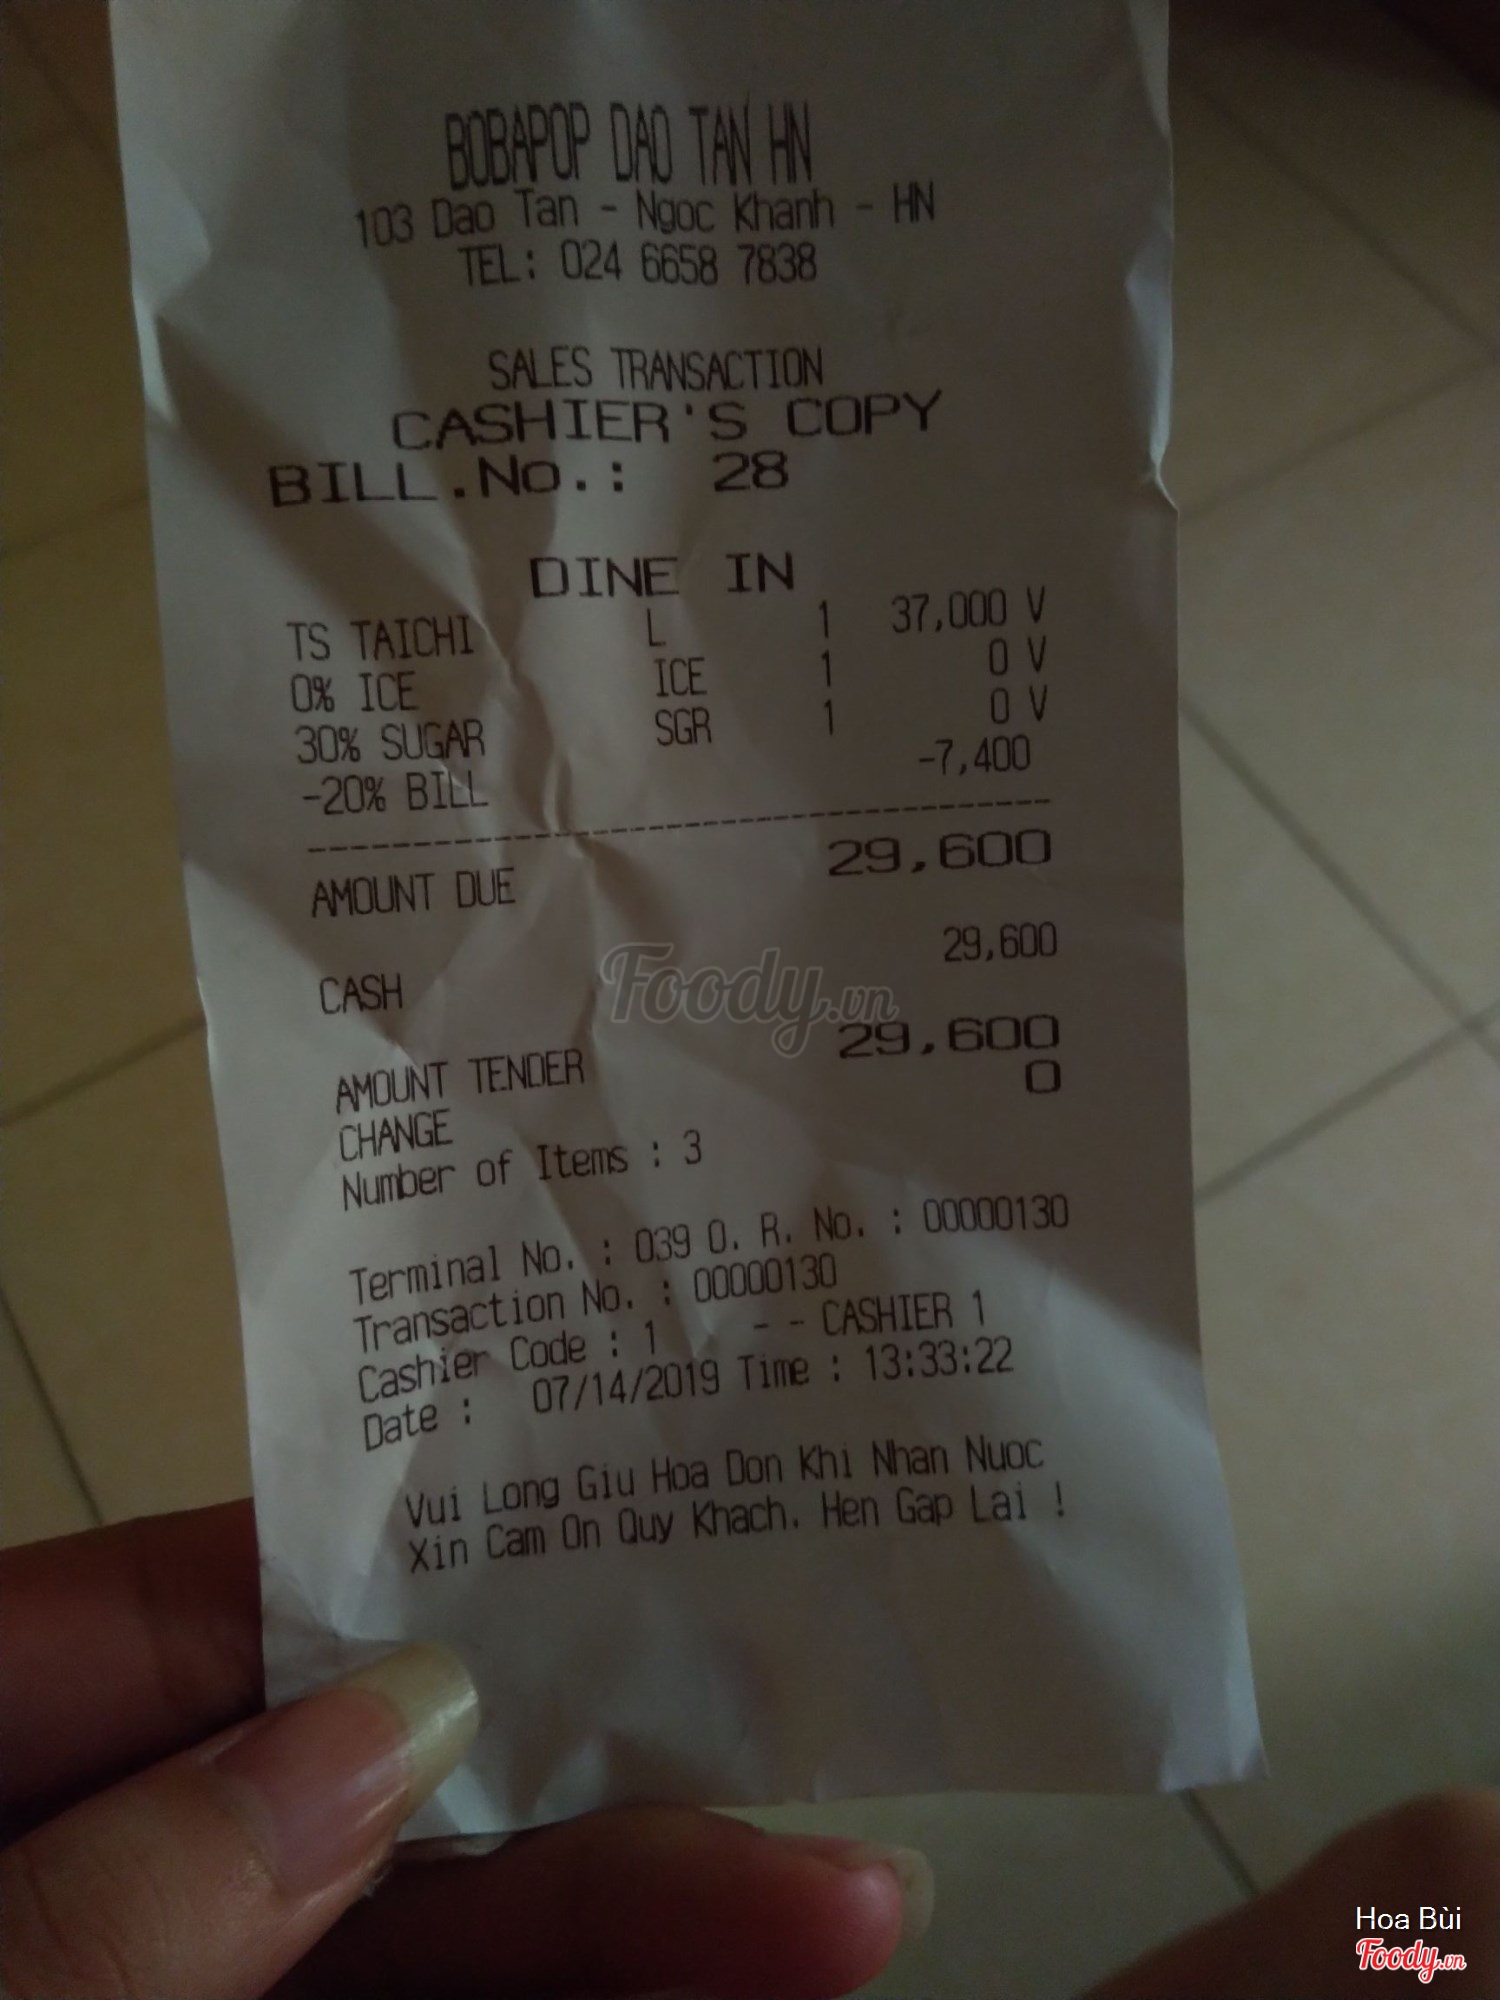 BOBAPOP DAO TAN HN
103 Dao Tan - Ngoc Khanh - HN
TEL: 024 6658 7838
SALES TRANSACTION
CASHIER'S COPY
BILL.No.: 28
DINE IN
TS TAICHI L 1 37,000 V
0% ICE ICE 1 0 V
30% SUGAR SGR 1 0 V
-20% BILL -7,400
AMOUNT DUE 29,600
CASH 29,600
AMOUNT TENDER 29,600
CHANGE 0
Number of Items : 3
Terminal No. : 039 O. R. No. : 00000130
Transaction No. : 00000130
Cashier Code : 1 - - CASHIER 1
Date : 07/14/2019 Time : 13:33:22
Vui Long Giu Hoa Don Khi Nhan Nuoc
Xin Cam On Quy Khach. Hen Gap Lai !
Foody.vn
Hoa Bùi
Foody.vn